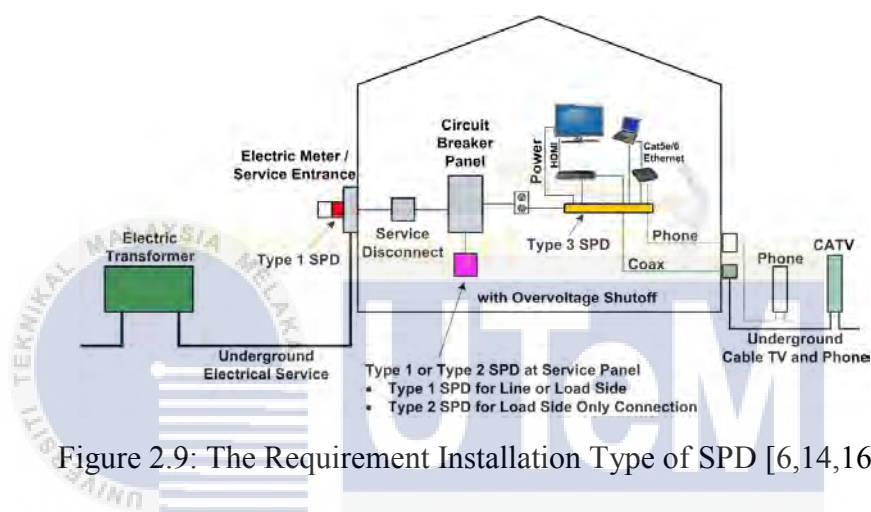 Circuit
Breaker
Panel
Electric Meter /
Service Entrance
Power
HDMI
Cat5e/6
Ethernet
Type 1 SPD
Service
Disconnect
Type 3 SPD
Phone
Coax
Electric
Transformer
Phone
CATV
with Overvoltage Shutoff
Underground
Electrical Service
Underground
Cable TV and Phone
Type 1 or Type 2 SPD at Service Panel
• Type 1 SPD for Line or Load Side
• Type 2 SPD for Load Side Only Connection
Figure 2.9: The Requirement Installation Type of SPD [6,14,16
UTeM